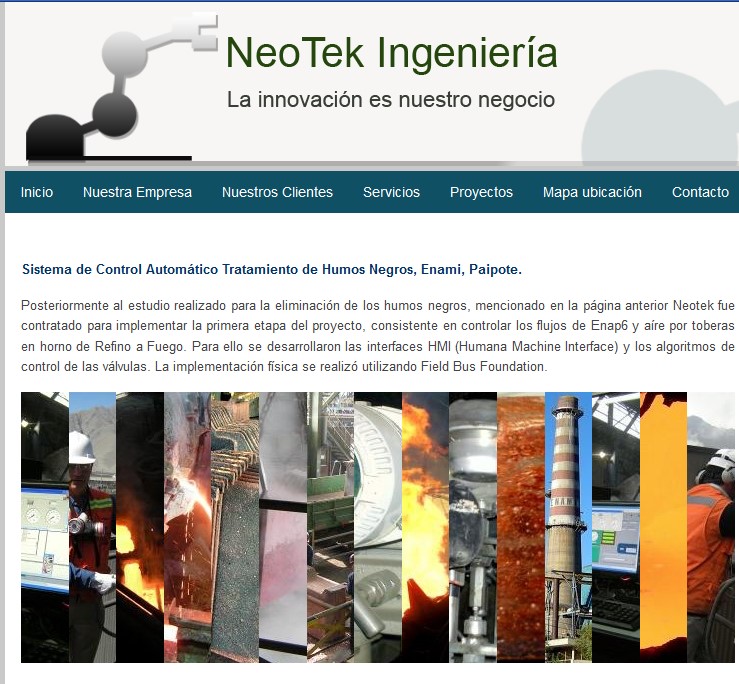 NeoTek Ingeniería
La innovación es nuestro negocio
Inicio Nuestra Empresa Nuestros Clientes Servicios Proyectos Mapa ubicación Contacto
Sistema de Control Automático Tratamiento de Humos Negros, Enami, Paipote.
Posteriormente al estudio realizado para la eliminación de los humos negros, mencionado en la página anterior Neotek fue
contratado para implementar la primera etapa del proyecto, consistente en controlar los flujos de Enap6 y aíre por toberas
en horno de Refino a Fuego. Para ello se desarrollaron las interfaces HMI (Humana Machine Interface) y los algoritmos de
control de las válvulas. La implementación física se realizó utilizando Field Bus Foundation.
ENAM